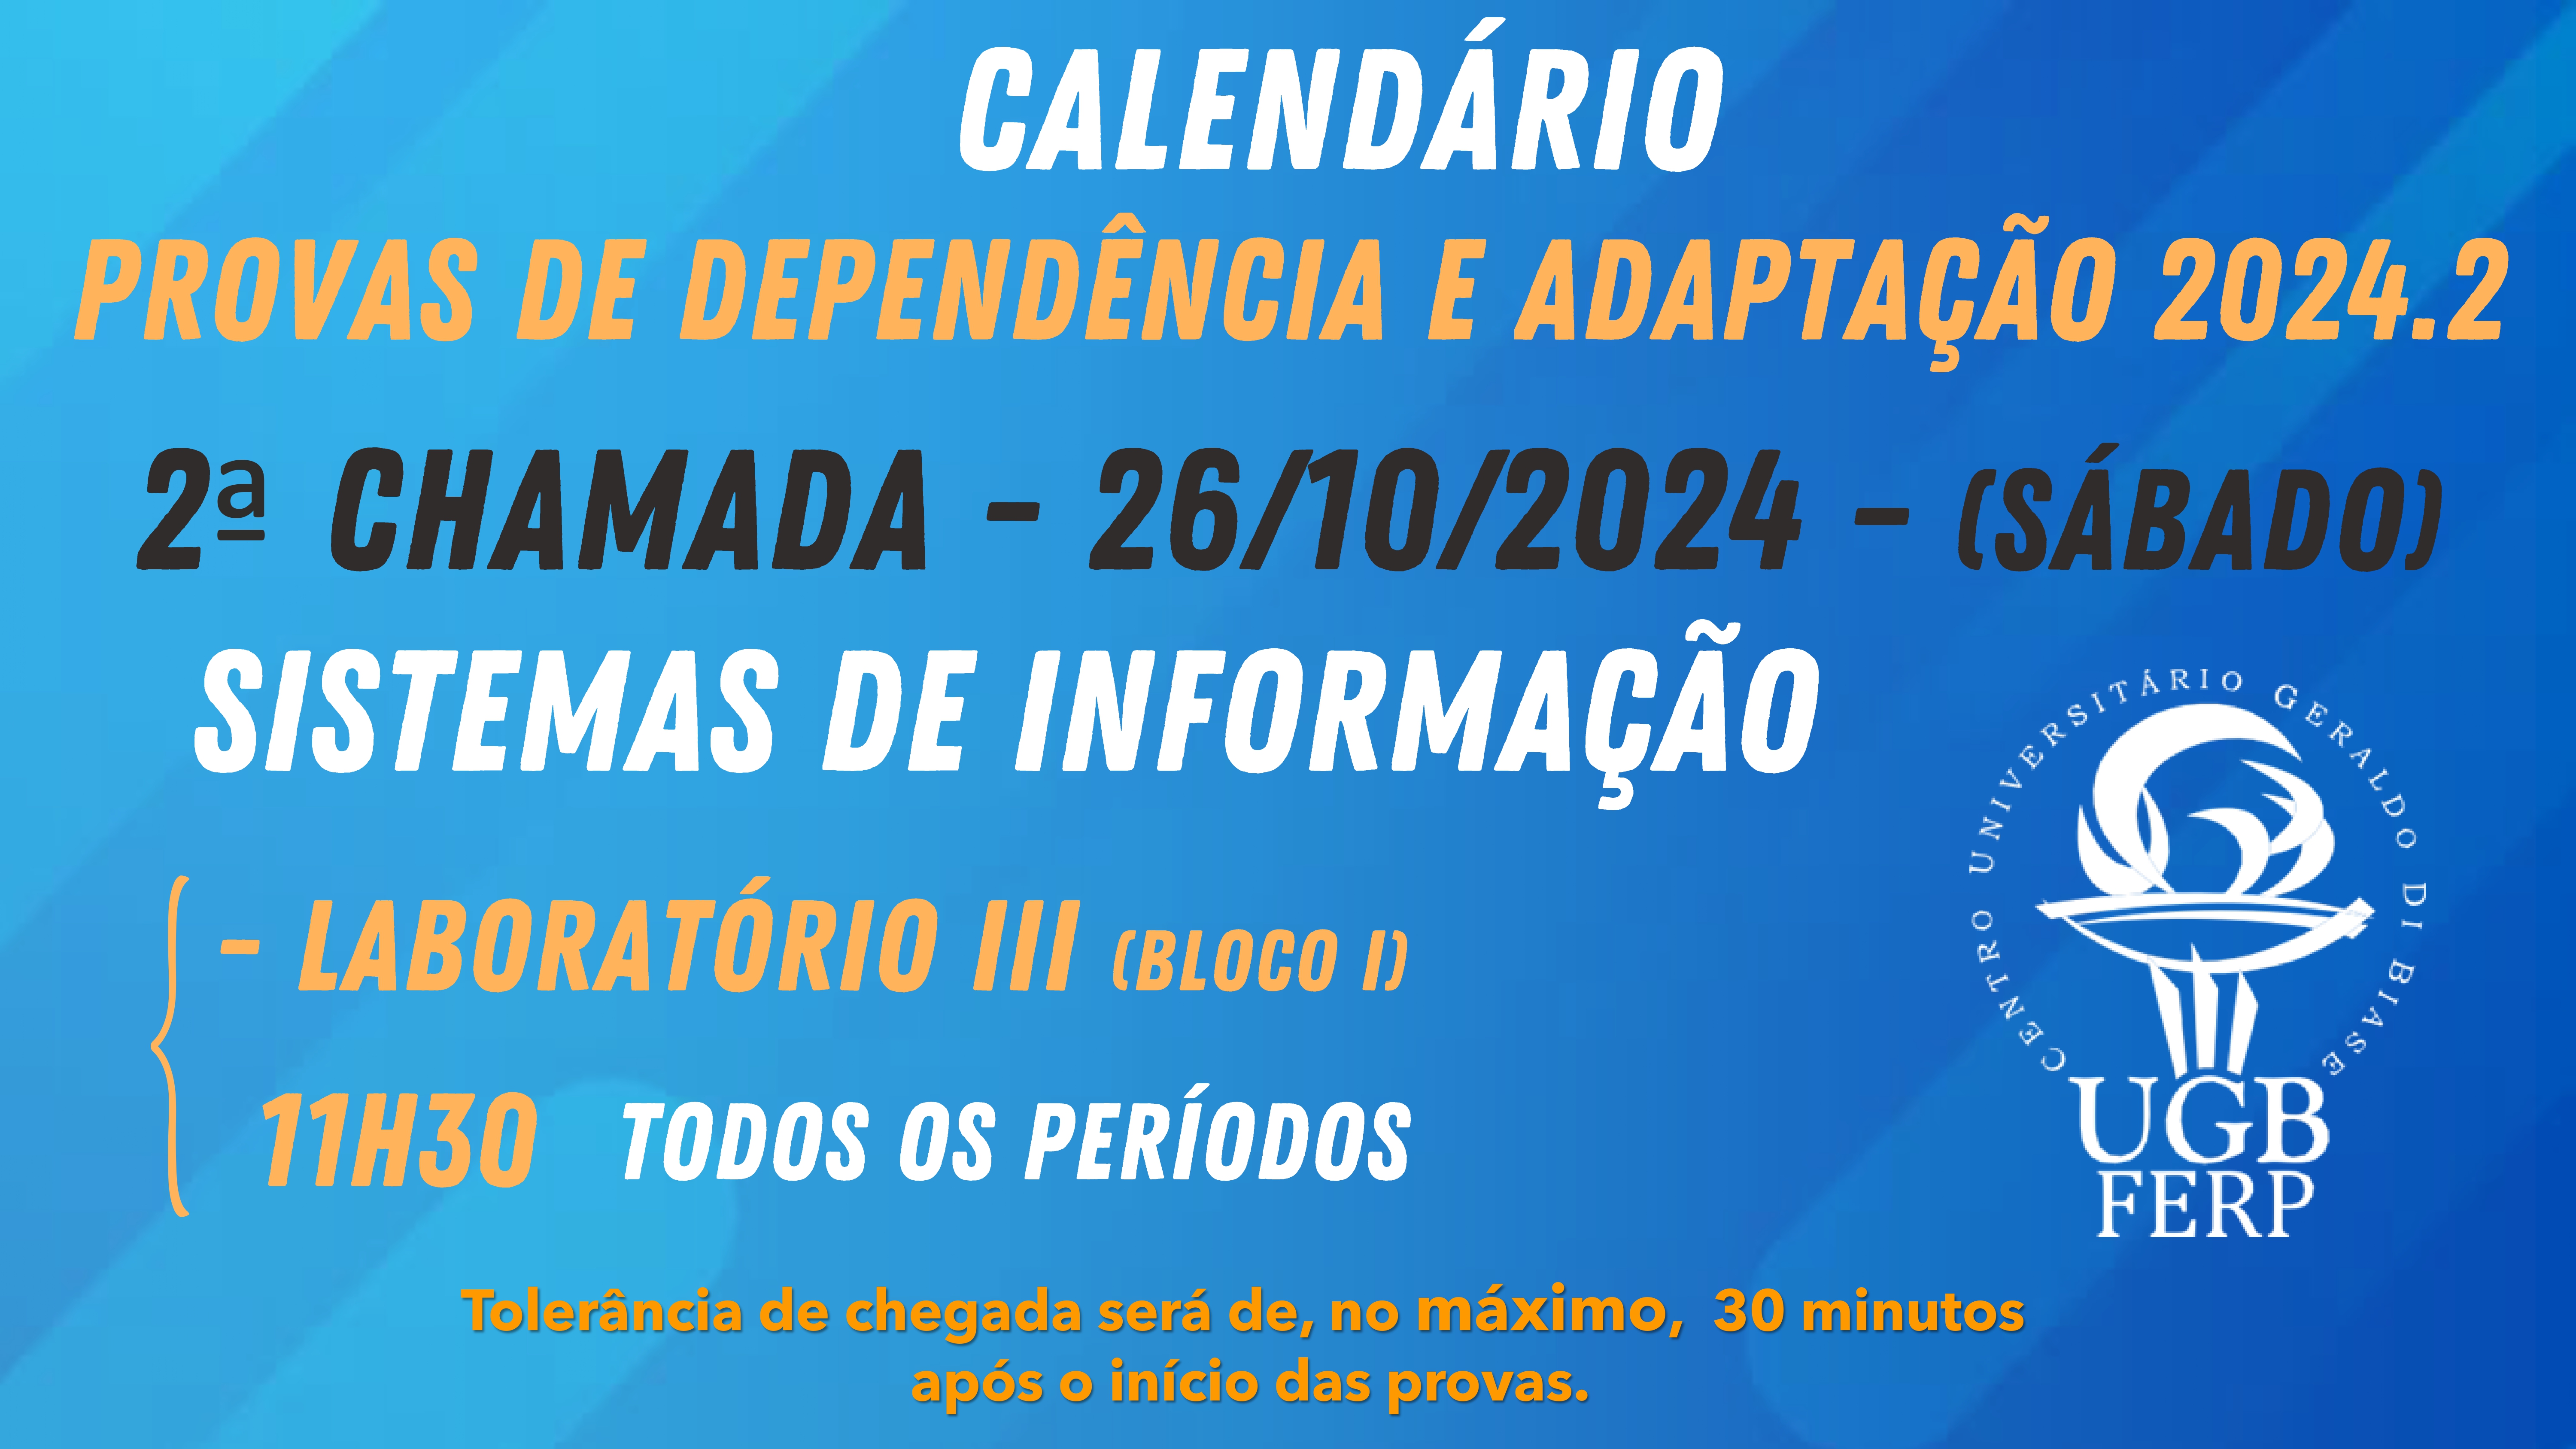 CALENDÁRIO
PROVAS DE DEPENDÊNCIA E ADAPTAÇÃO 2024.2
2ª CHAMADA - 26/10/2024 - (SÁBADO)
SISTEMAS DE INFORMAÇÃO
- LABORATÓRIO III (BLOCO I)
11H30 TODOS OS PERÍODOS
CENTRO UNIVERSITÁRIO GERALDO DI BIASE
UGB
FERP
Tolerância de chegada será de, no máximo, 30 minutos
após o início das provas.